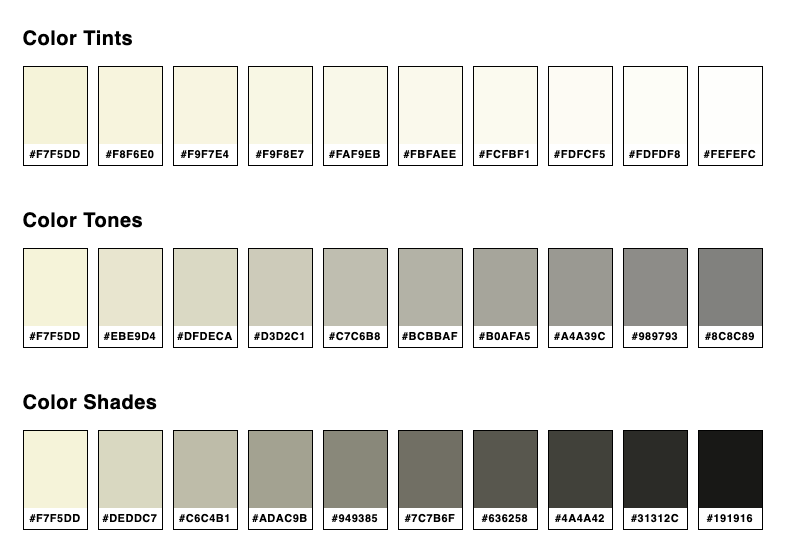 Color Tints
#F7F5DD #F8F6E0 #F9F7E4 #F9F8E7 #FAF9EB #FBFAEE #FCFBF1 #FDFCF5 #FDFDF8 #FEFEFC
Color Tones
#F7F5DD #EBE9D4 #DFDECA #D3D2C1 #C7C6B8 #BCBBAF #B0AFA5 #A4A39C #989793 #8C8C89
Color Shades
#F7F5DD #DEDDC7 #C6C4B1 #ADAC9B #949385 #7C7B6F #636258 #4A4A42 #31312C #191916